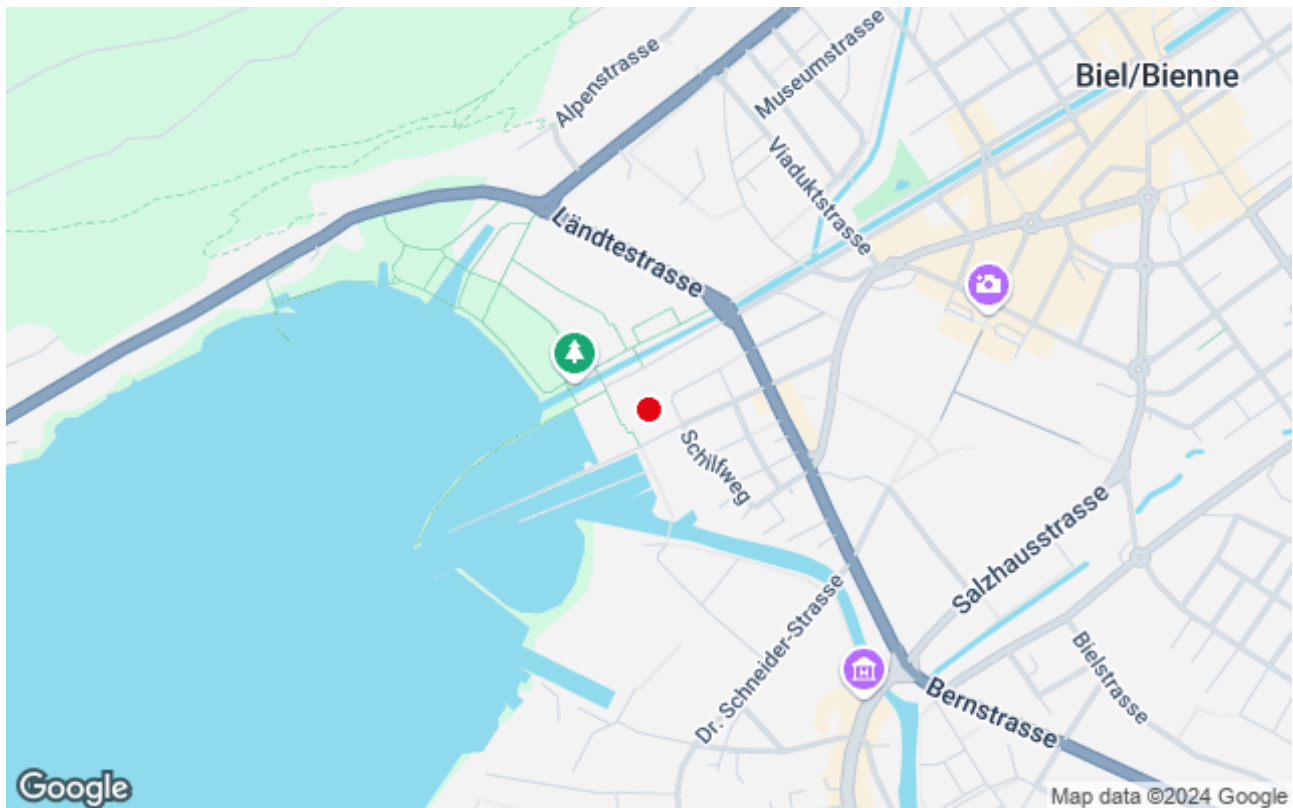 Alpenstrasse
Museumstrasse
Biel/Bienne
Viaduktstrasse
Ländtestrasse
Schilfweg
Salzhausstrasse
Dr. Schneider-Strasse
Bielstrasse
Bernstrasse
Google
Map data ©2024 Google